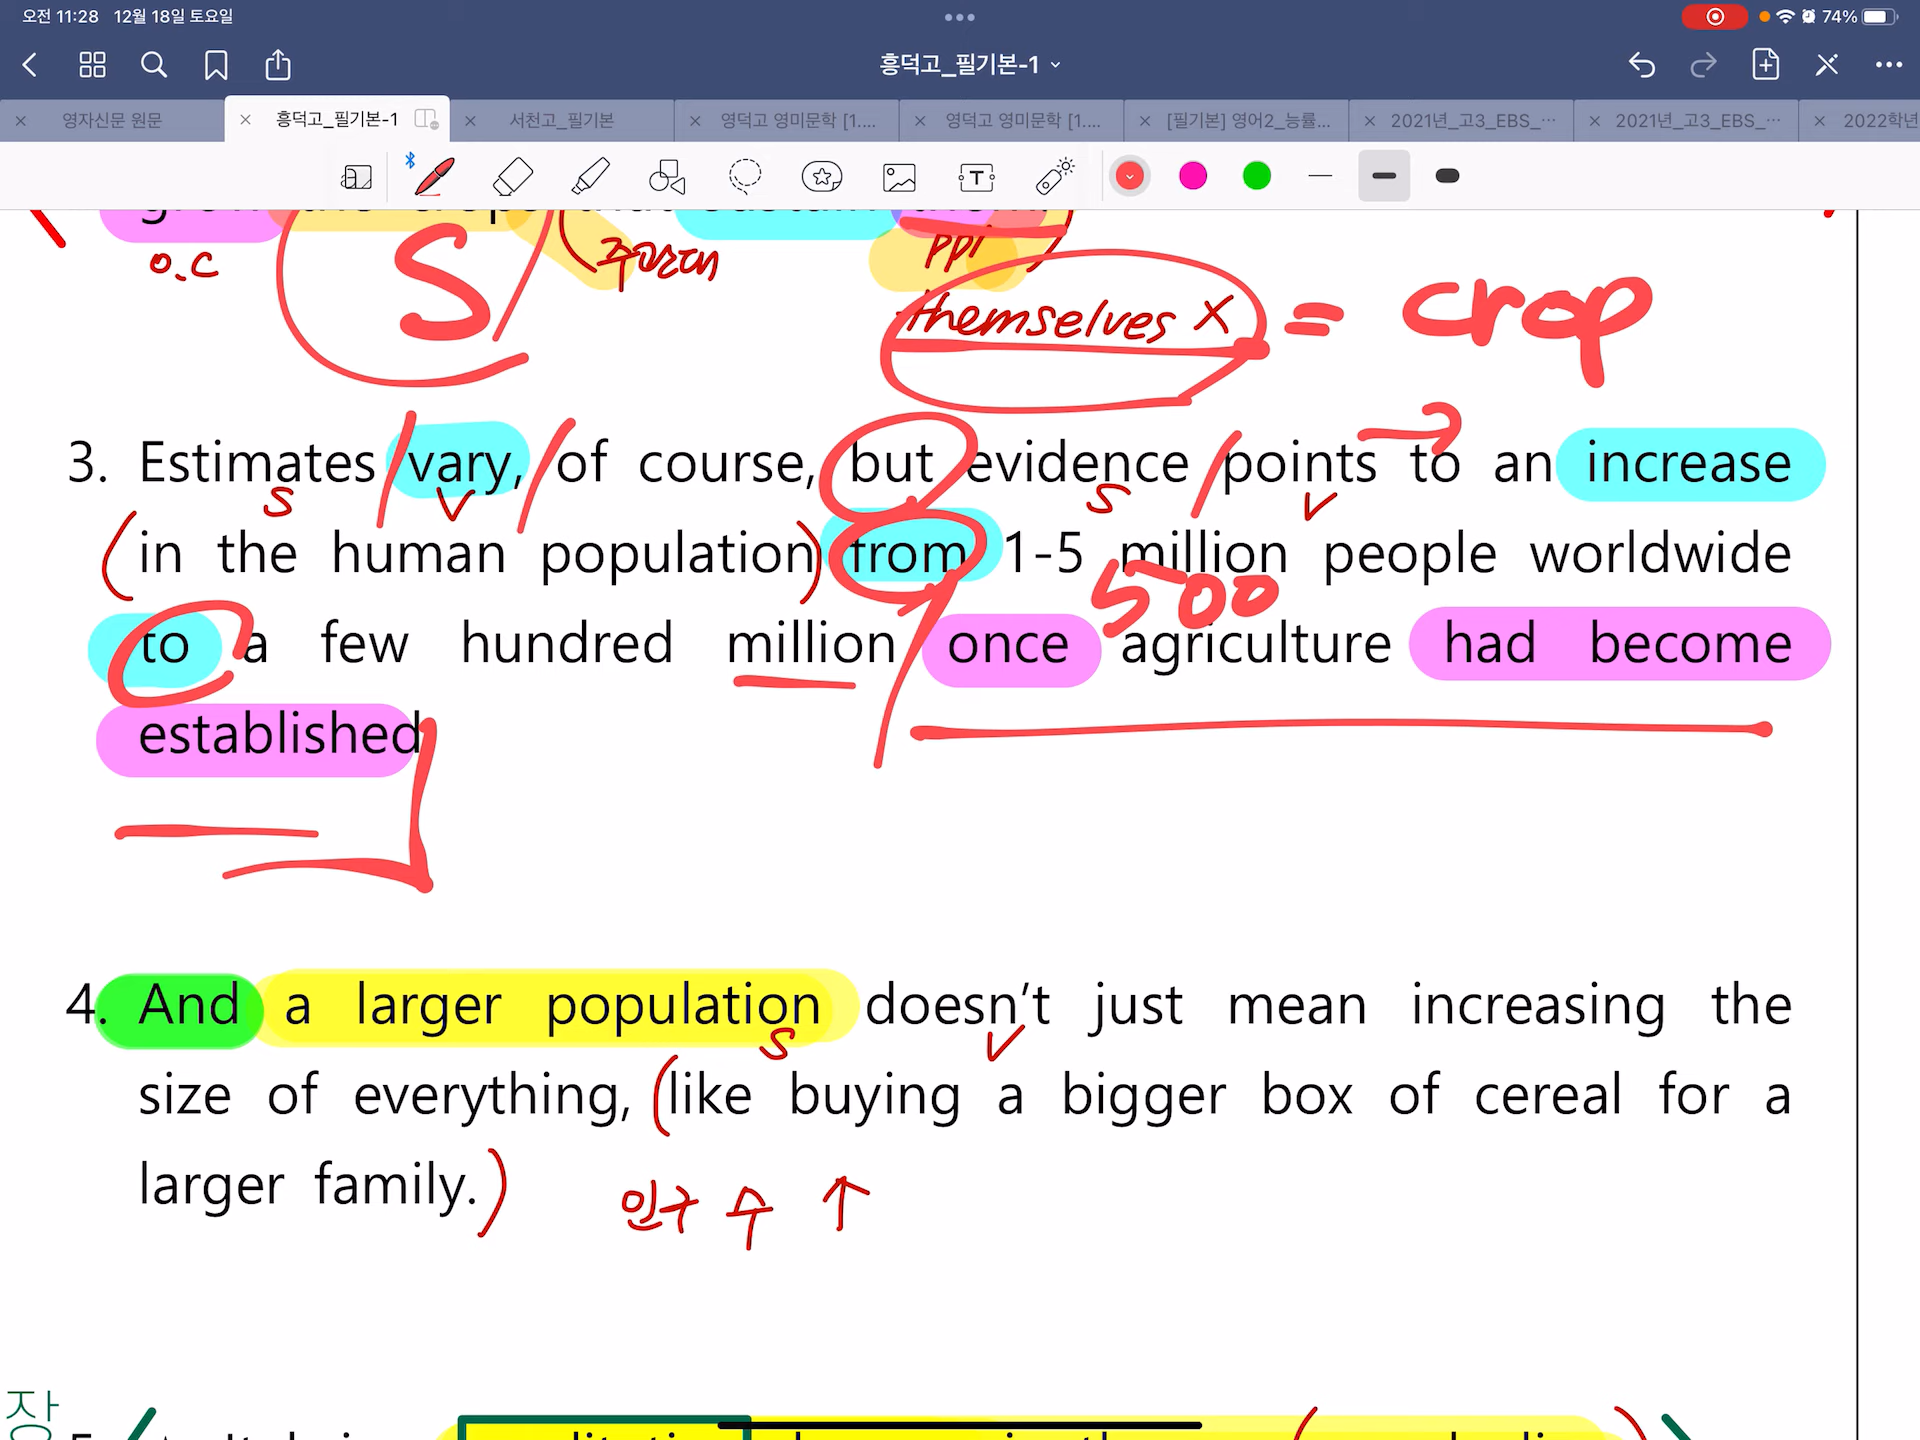 오전 11:28 12월 18일 토요일 74%
흥덕고_필기본-1
영자신문 원문 흥덕고_필기본-1 서천고_필기본 영덕고 영미문학 [1.... 영덕고 영미문학 [1.... [필기본] 영어2_능률... 2021년_고3_EBS_... 2021년_고3_EBS_... 2022학년
o.c S 주관대
themselves X = crop
3. Estimates vary, of course, but evidence points to an increase
S V S V
in the human population) from 1-5 million people worldwide
500
to a few hundred million once agriculture had become
established
4. And a larger population doesn't just mean increasing the
S V
size of everything, (like buying a bigger box of cereal for a
larger family.) 인구 수 ↑
장